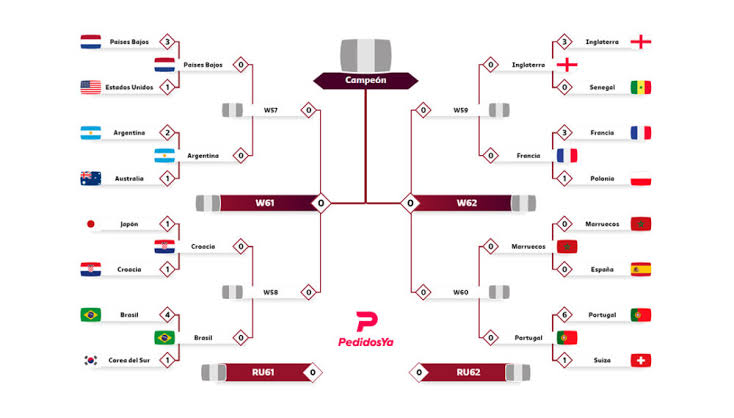 Países Bajos 3
Países Bajos 0
Estados Unidos 1
W57 0
Argentina 2
Argentina 0
Australia 1
W61 0
Japón 1
Croacia 0
Croacia 1
W58 0
Brasil 4
Brasil 0
Corea del Sur 1
RU61 0
Campeón
PedidosYa
3 Inglaterra
0 Inglaterra
0 Senegal
0 W59
3 Francia
0 Francia
1 Polonia
0 W62
0 Marruecos
0 Marruecos
0 España
0 W60
6 Portugal
0 Portugal
1 Suiza
0 RU62